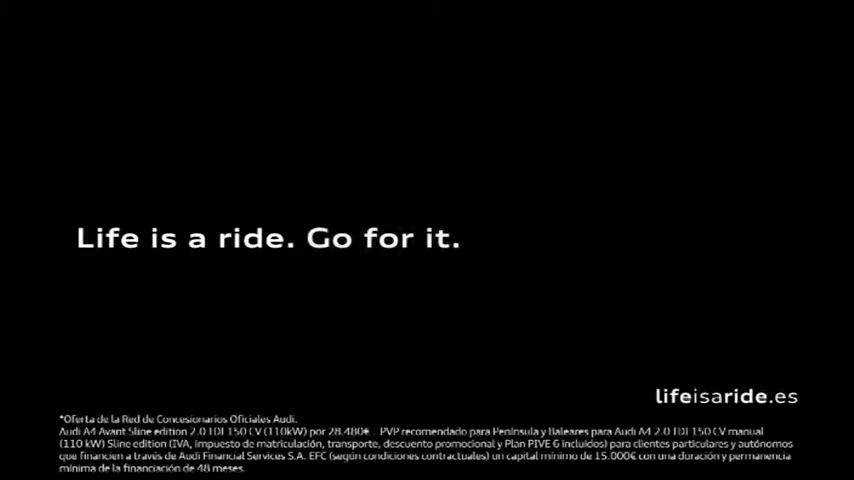 Life is a ride. Go for it.
lifeisaride.es
*Oferta de la Red de Concesionarios Oficiales Audi.
Audi A4 Avant Sline edition 2.0 TDI 150 CV (110kW) por 28.480€ . PVP recomendado para Península y Baleares para Audi A4 2.0 TDI 150 CV manual
(110 kW) Sline edition (IVA, impuesto de matriculación, transporte, descuento promocional y Plan PIVE 6 incluidos) para clientes particulares y autónomos
que financien a través de Audi Financial Services S.A. EFC (según condiciones contractuales) un capital mínimo de 15.000€ con una duración y permanencia
mínima de la financiación de 48 meses.